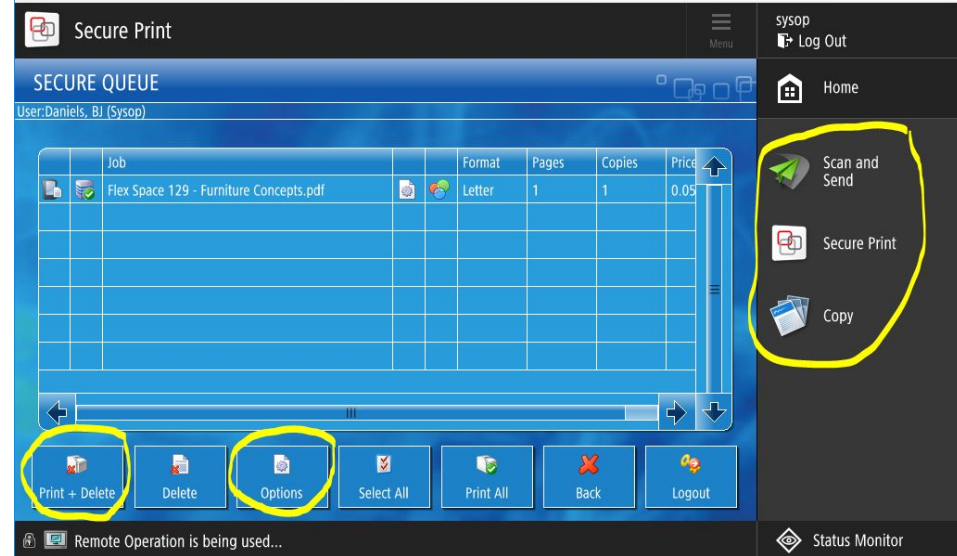 Secure Print
Menu
sysop
Log Out
SECURE QUEUE
User:Daniels, BJ (Sysop)
Home
Job Format Pages Copies Price
Flex Space 129 - Furniture Concepts.pdf Letter 1 1 0.05
Scan and
Send
Secure Print
Copy
Print + Delete
Delete
Options
Select All
Print All
Back
Logout
Remote Operation is being used...
Status Monitor